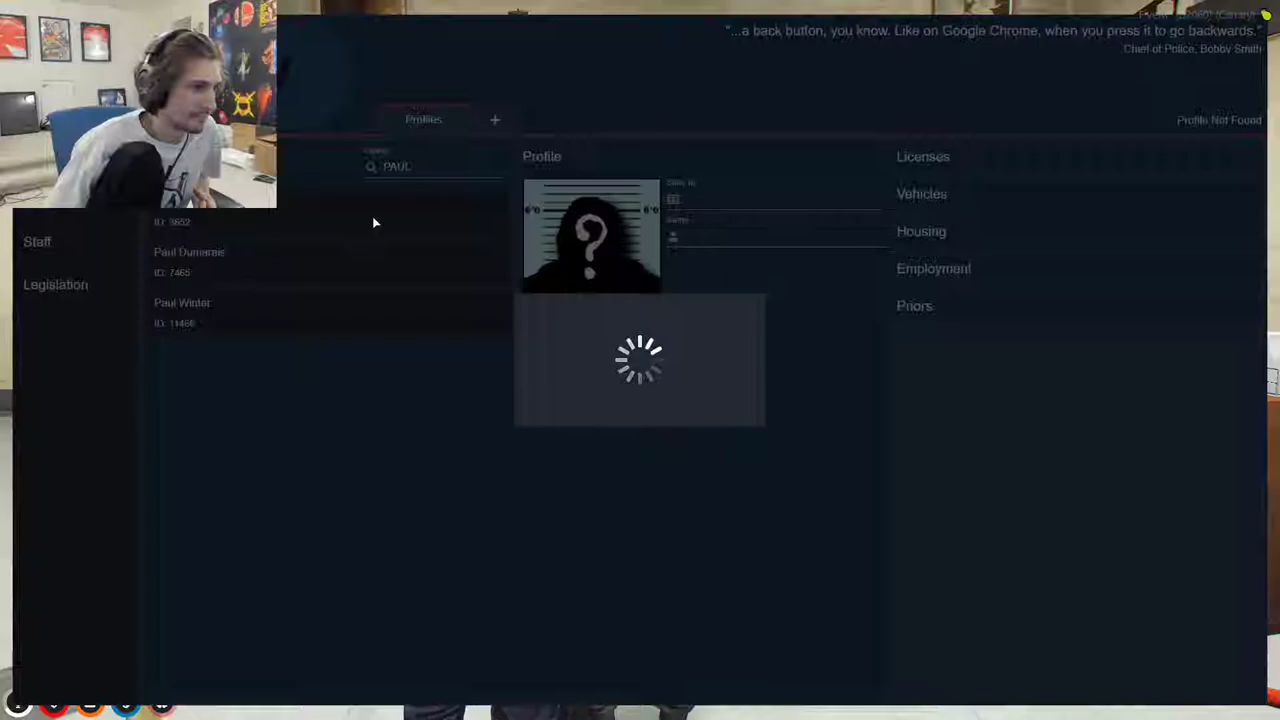 "...a back button, you know. Like on Google Chrome, when you press it to go backwards."
Chief of Police, Bobby Smith
Profiles +
Profile Not Found
PAUL
ID: 3652
Paul Dumarais
ID: 7465
Paul Winter
ID: 11466
Staff
Legislation
Profile
Licenses
Vehicles
Housing
Employment
Priors